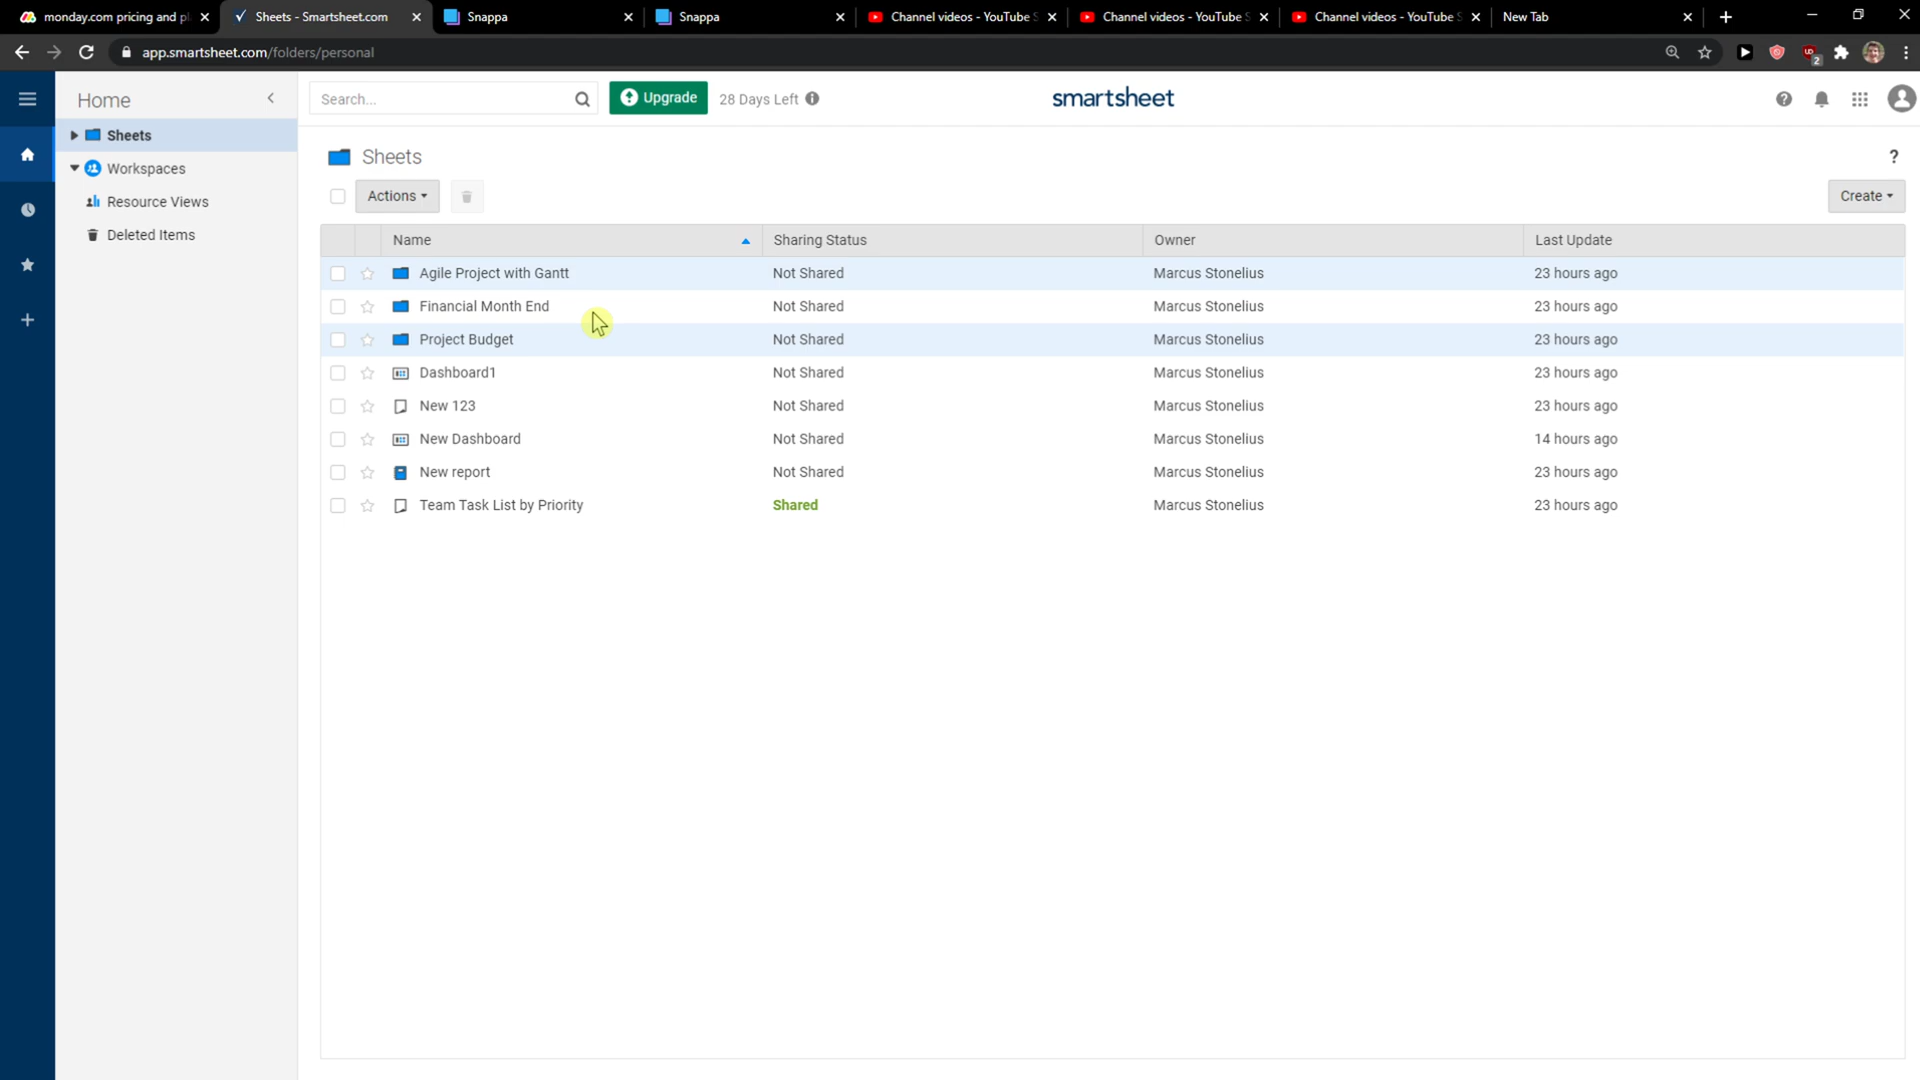 monday.com pricing and pl
Sheets - Smartsheet.com
Snappa
Snappa
Channel videos - YouTube S
Channel videos - YouTube S
Channel videos - YouTube S
New Tab
app.smartsheet.com/folders/personal
2
Home
Search...
Upgrade
28 Days Left
smartsheet
Sheets
Workspaces
Resource Views
Deleted Items
Sheets
?
Actions
Create
Name Sharing Status Owner Last Update
Agile Project with Gantt Not Shared Marcus Stonelius 23 hours ago
Financial Month End Not Shared Marcus Stonelius 23 hours ago
Project Budget Not Shared Marcus Stonelius 23 hours ago
Dashboard1 Not Shared Marcus Stonelius 23 hours ago
New 123 Not Shared Marcus Stonelius 23 hours ago
New Dashboard Not Shared Marcus Stonelius 14 hours ago
New report Not Shared Marcus Stonelius 23 hours ago
Team Task List by Priority Shared Marcus Stonelius 23 hours ago